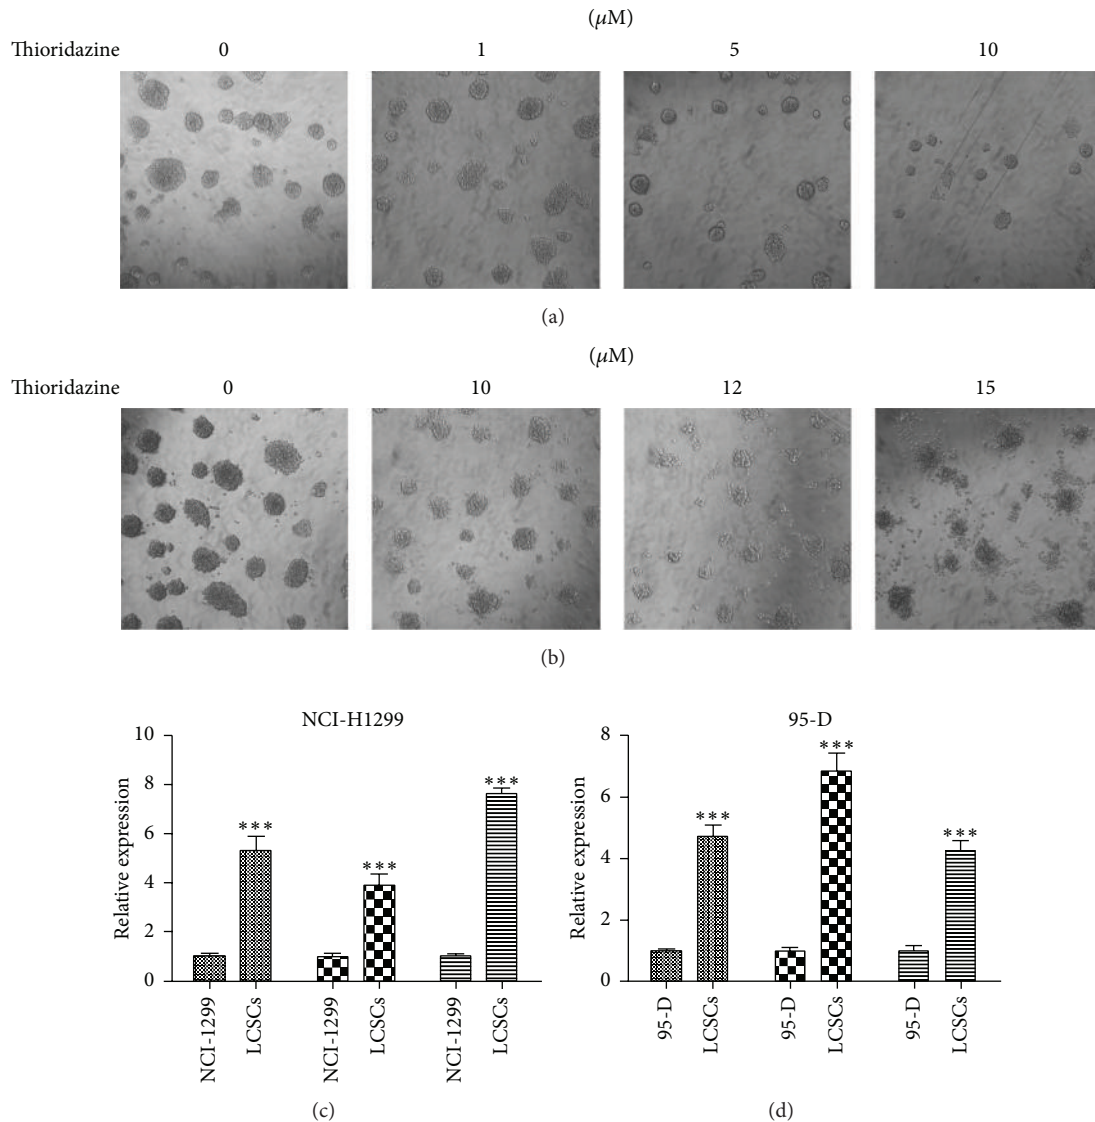 (μM)
Thioridazine 0 1 5 10
(a)
(μM)
Thioridazine 0 10 12 15
(b)
NCI-H1299
10
8
6
4
2
0
Relative expression
***
***
***
NCI-1299
LCSCs
NCI-1299
LCSCs
NCI-1299
LCSCs
(c)
95-D
8
6
4
2
0
Relative expression
***
***
***
95-D
LCSCs
95-D
LCSCs
95-D
LCSCs
(d)